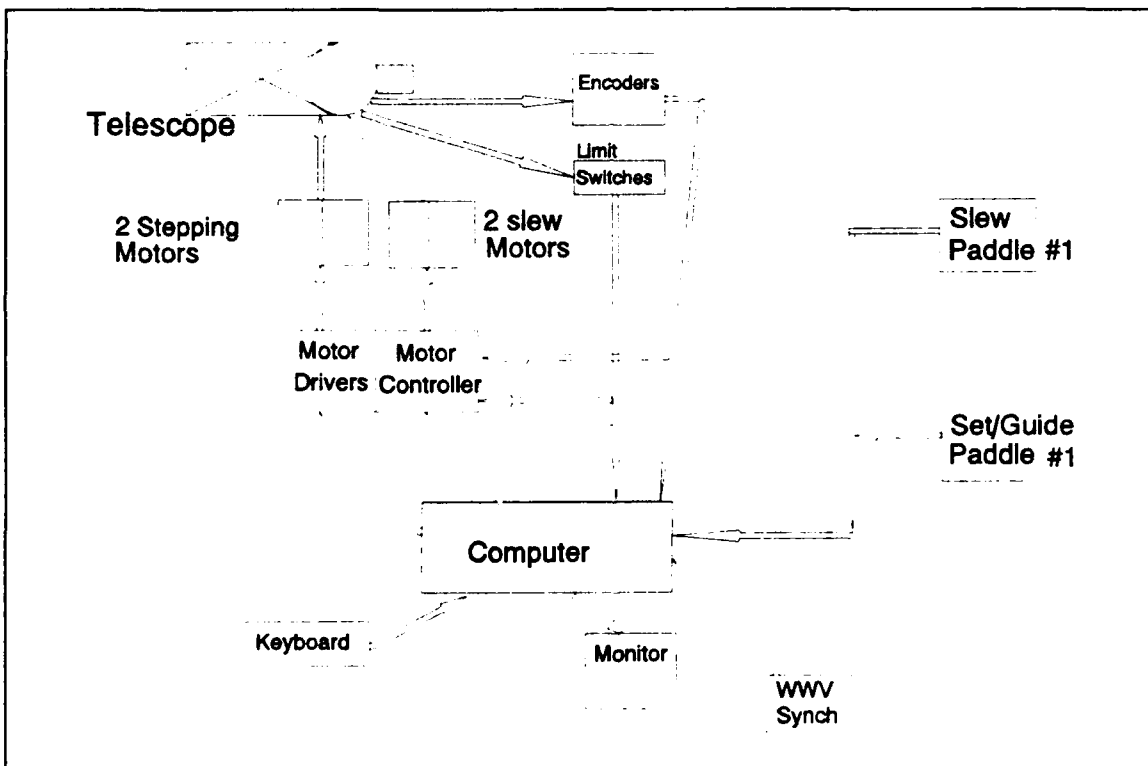 Encoders
Telescope
Limit
Switches
2 Stepping
Motors
2 slew
Motors
Slew
Paddle #1
Motor
Drivers
Motor
Controller
Set/Guide
Paddle #1
Computer
Keyboard
Monitor
WWV
Synch